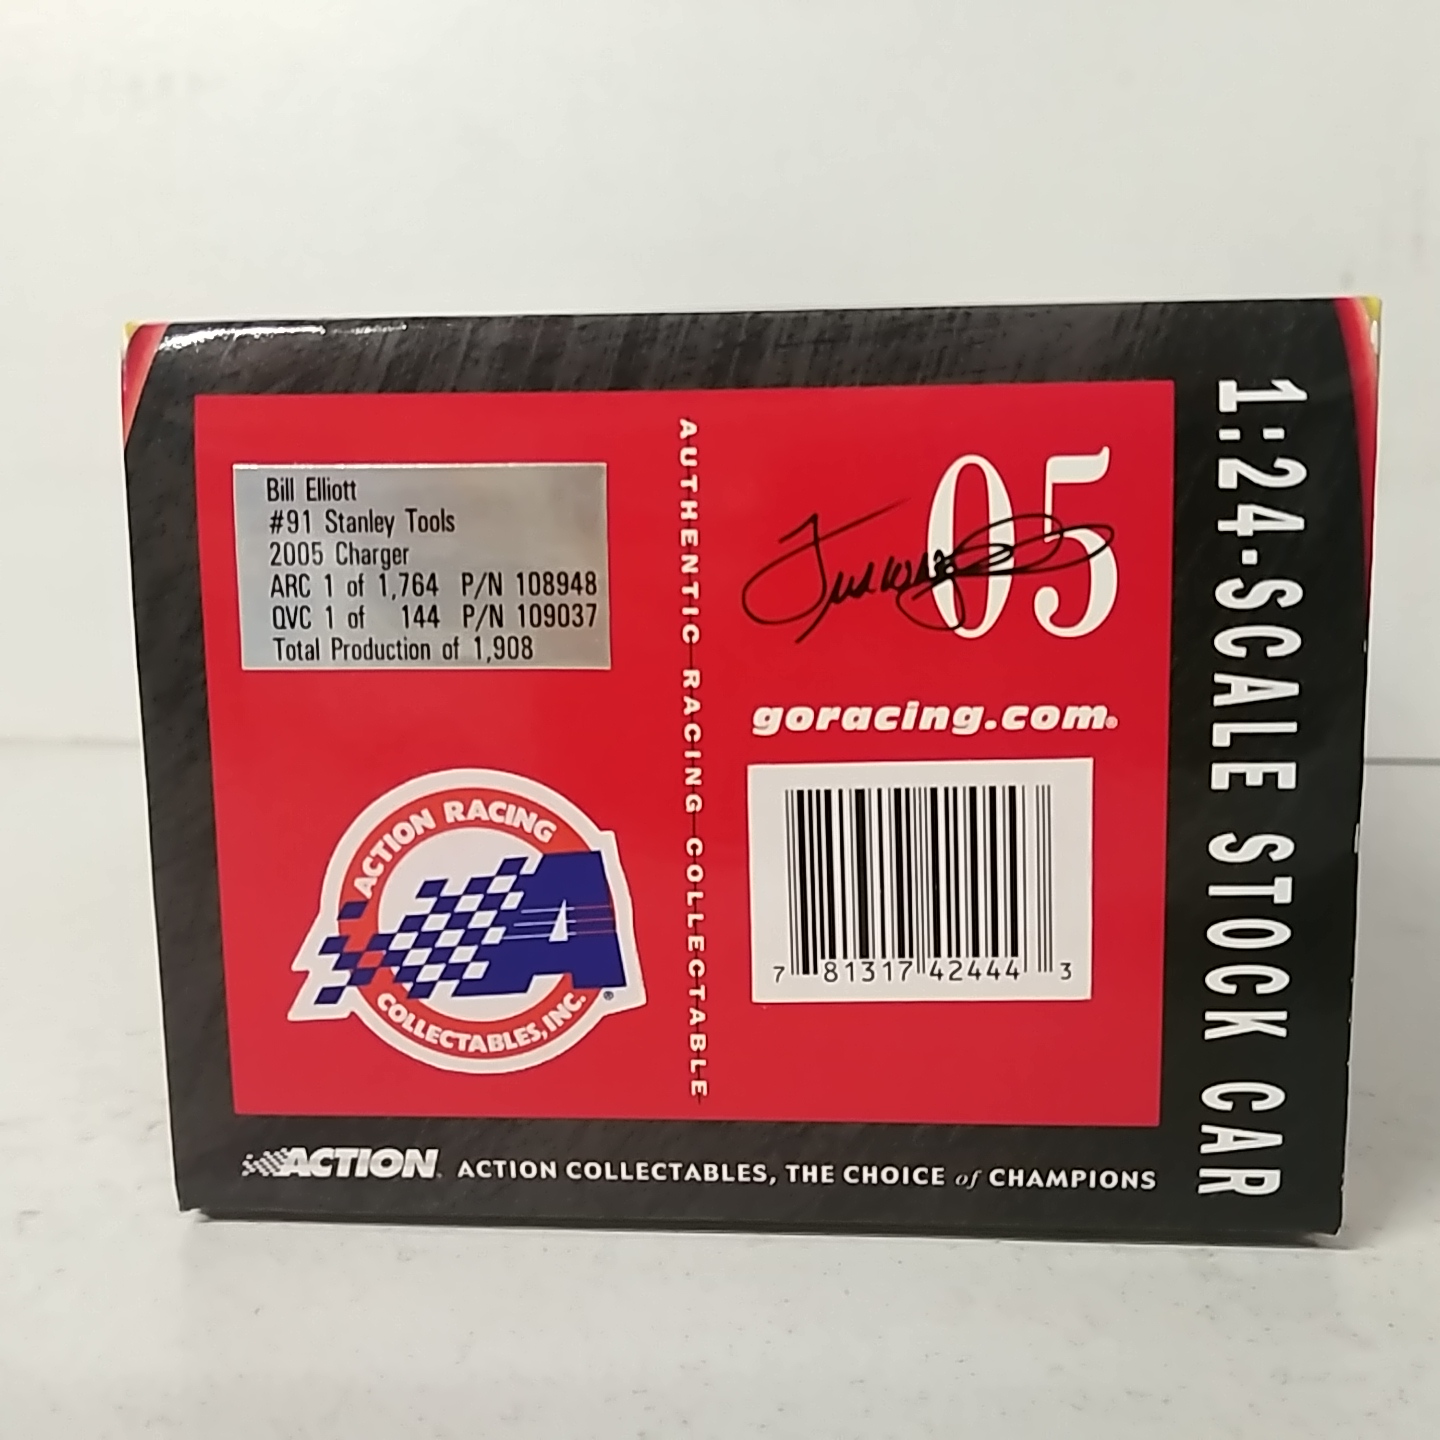 Bill Elliott
#91 Stanley Tools
2005 Charger
ARC 1 of 1,764 P/N 108948
QVC 1 of 144 P/N 109037
Total Production of 1,908
ACTION RACING
COLLECTABLES, INC.
®
AUTHENTIC RACING COLLECTABLE
05
goracing.com®
7 81317 42444 3
1:24-SCALE STOCK CAR
ACTION
ACTION COLLECTABLES, THE CHOICE of CHAMPIONS